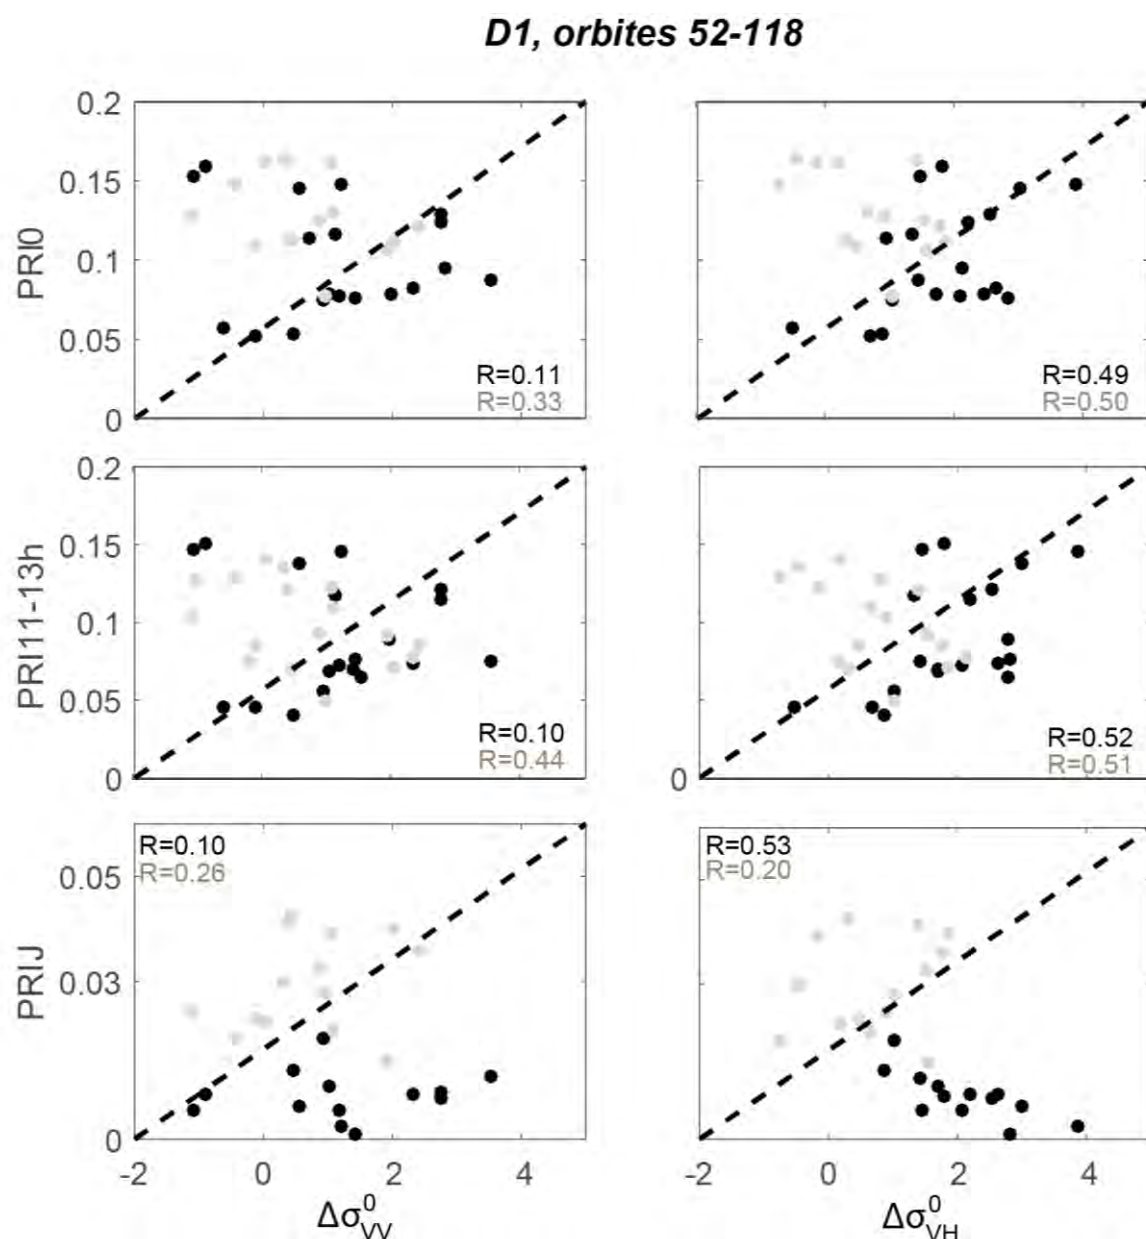 D1, orbites 52-118
0.2
0.15
0.1
0.05
0
PRI0
R=0.11
R=0.33
R=0.49
R=0.50
0.2
0.15
0.1
0.05
0
PRI11-13h
R=0.10
R=0.44
0
R=0.52
R=0.51
0.05
0.03
0
PRIJ
R=0.10
R=0.26
R=0.53
R=0.20
-2 0 2 4
-2 0 2 4
Δσ⁰VV
Δσ⁰VH